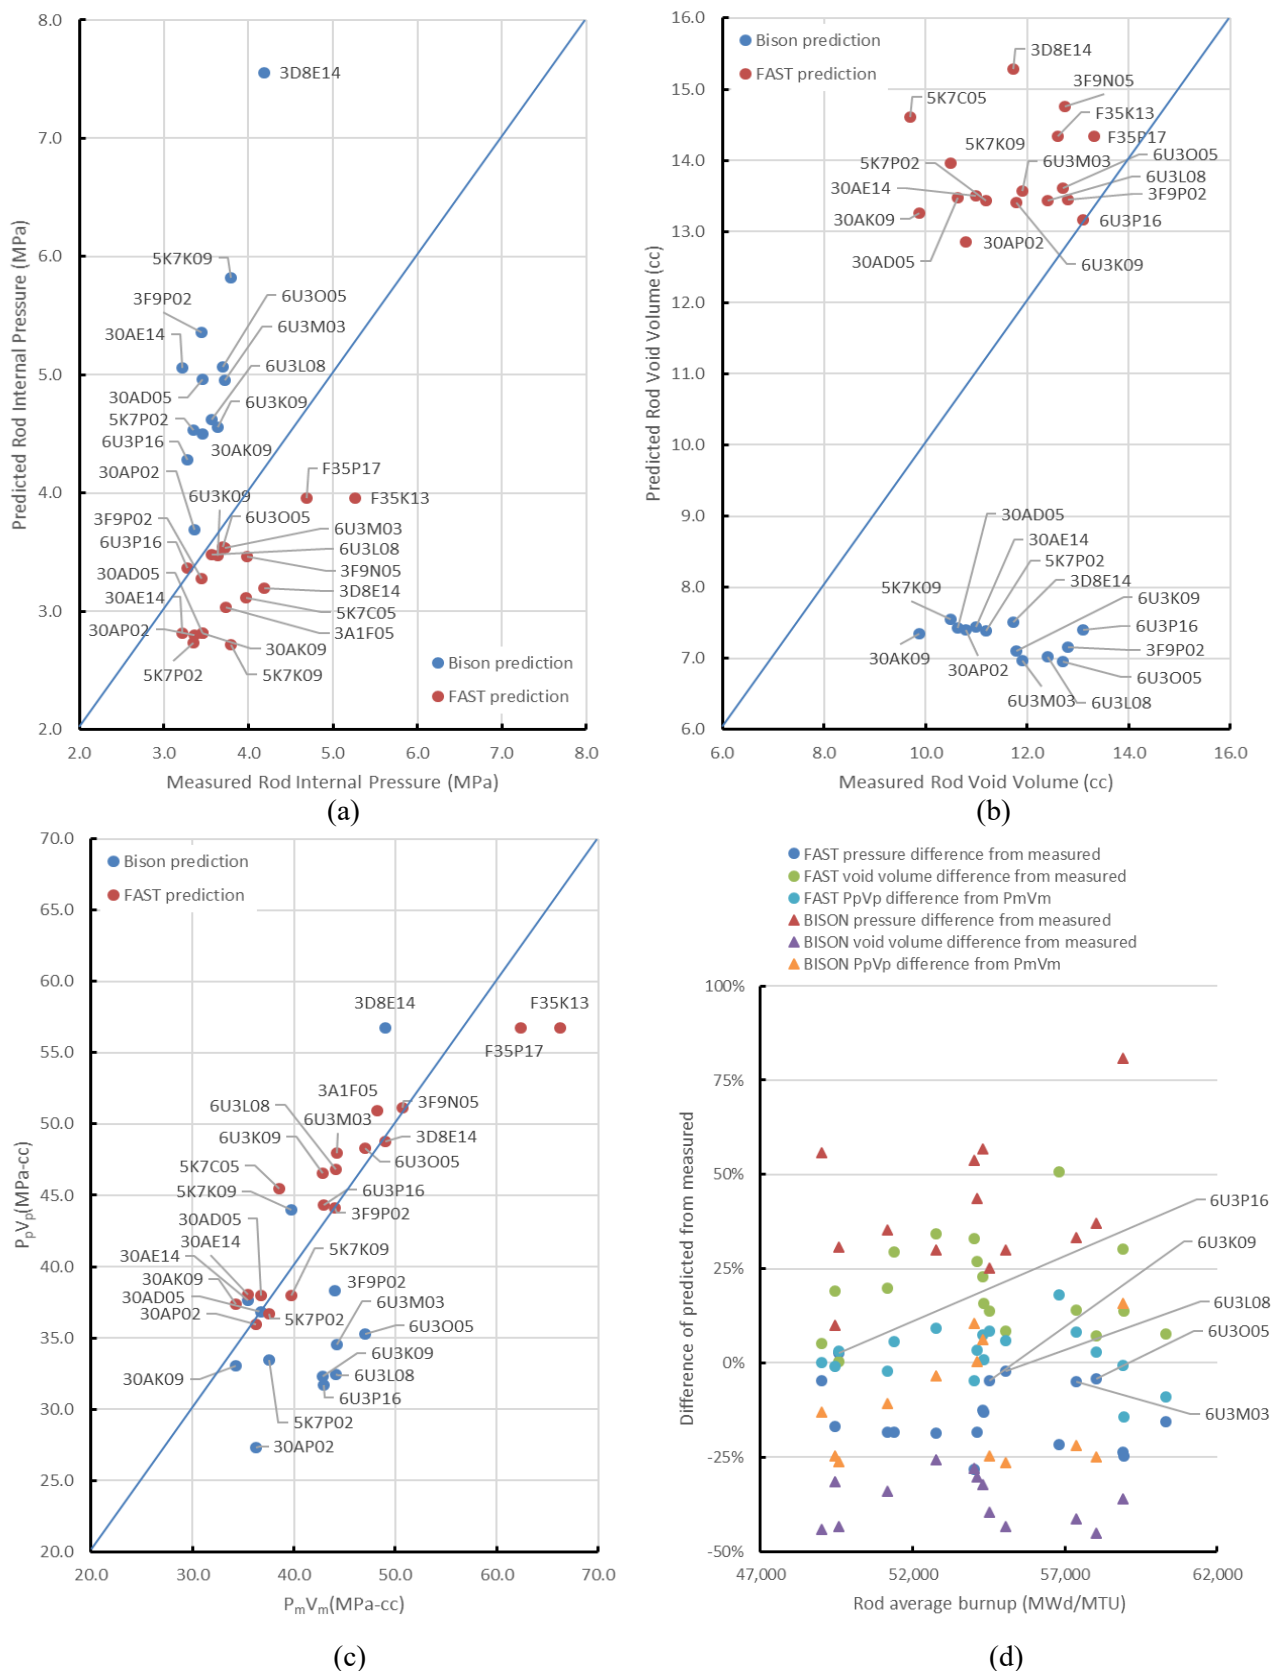 8.0
7.0
6.0
5.0
4.0
3.0
2.0
Predicted Rod Internal Pressure (MPa)
3D8E14
5K7K09
3F9P02
6U3O05
30AE14
6U3M03
6U3L08
30AD05
6U3K09
5K7P02
6U3P16
30AK09
30AP02
F35P17
6U3K09
F35K13
3F9P02
6U3O05
6U3M03
6U3P16
6U3L08
30AD05
3F9N05
30AE14
3D8E14
5K7C05
30AP02
3A1F05
30AK09
5K7P02
5K7K09
Bison prediction
FAST prediction
2.0 3.0 4.0 5.0 6.0 7.0 8.0
Measured Rod Internal Pressure (MPa)
(a)
16.0
15.0
14.0
13.0
12.0
11.0
10.0
9.0
8.0
7.0
6.0
Predicted Rod Void Volume (cc)
Bison prediction
FAST prediction
3D8E14
3F9N05
5K7C05
F35K13
5K7K09
F35P17
5K7P02
6U3M03
6U3O05
30AE14
6U3L08
30AK09
3F9P02
6U3P16
30AP02
30AD05
6U3K09
30AD05
30AE14
5K7P02
5K7K09
3D8E14
6U3K09
6U3P16
3F9P02
30AK09
30AP02
6U3O05
6U3M03
6U3L08
6.0 8.0 10.0 12.0 14.0 16.0
Measured Rod Void Volume (cc)
(b)
70.0
65.0
60.0
55.0
50.0
45.0
40.0
35.0
30.0
25.0
20.0
PpVp(MPa-cc)
Bison prediction
FAST prediction
3D8E14
F35K13
F35P17
3A1F05
3F9N05
6U3L08
6U3M03
6U3K09
3D8E14
6U3O05
5K7C05
5K7K09
6U3P16
3F9P02
30AD05
30AE14
30AE14
5K7K09
30AK09
3F9P02
30AD05
6U3M03
30AP02
5K7P02
6U3O05
6U3K09
30AK09
6U3L08
6U3P16
5K7P02
30AP02
20.0 30.0 40.0 50.0 60.0 70.0
PmVm(MPa-cc)
(c)
FAST pressure difference from measured
FAST void volume difference from measured
FAST PpVp difference from PmVm
BISON pressure difference from measured
BISON void volume difference from measured
BISON PpVp difference from PmVm
100%
75%
50%
25%
0%
-25%
-50%
Difference of predicted from measured
6U3P16
6U3K09
6U3L08
6U3O05
6U3M03
47,000 52,000 57,000 62,000
Rod average burnup (MWd/MTU)
(d)